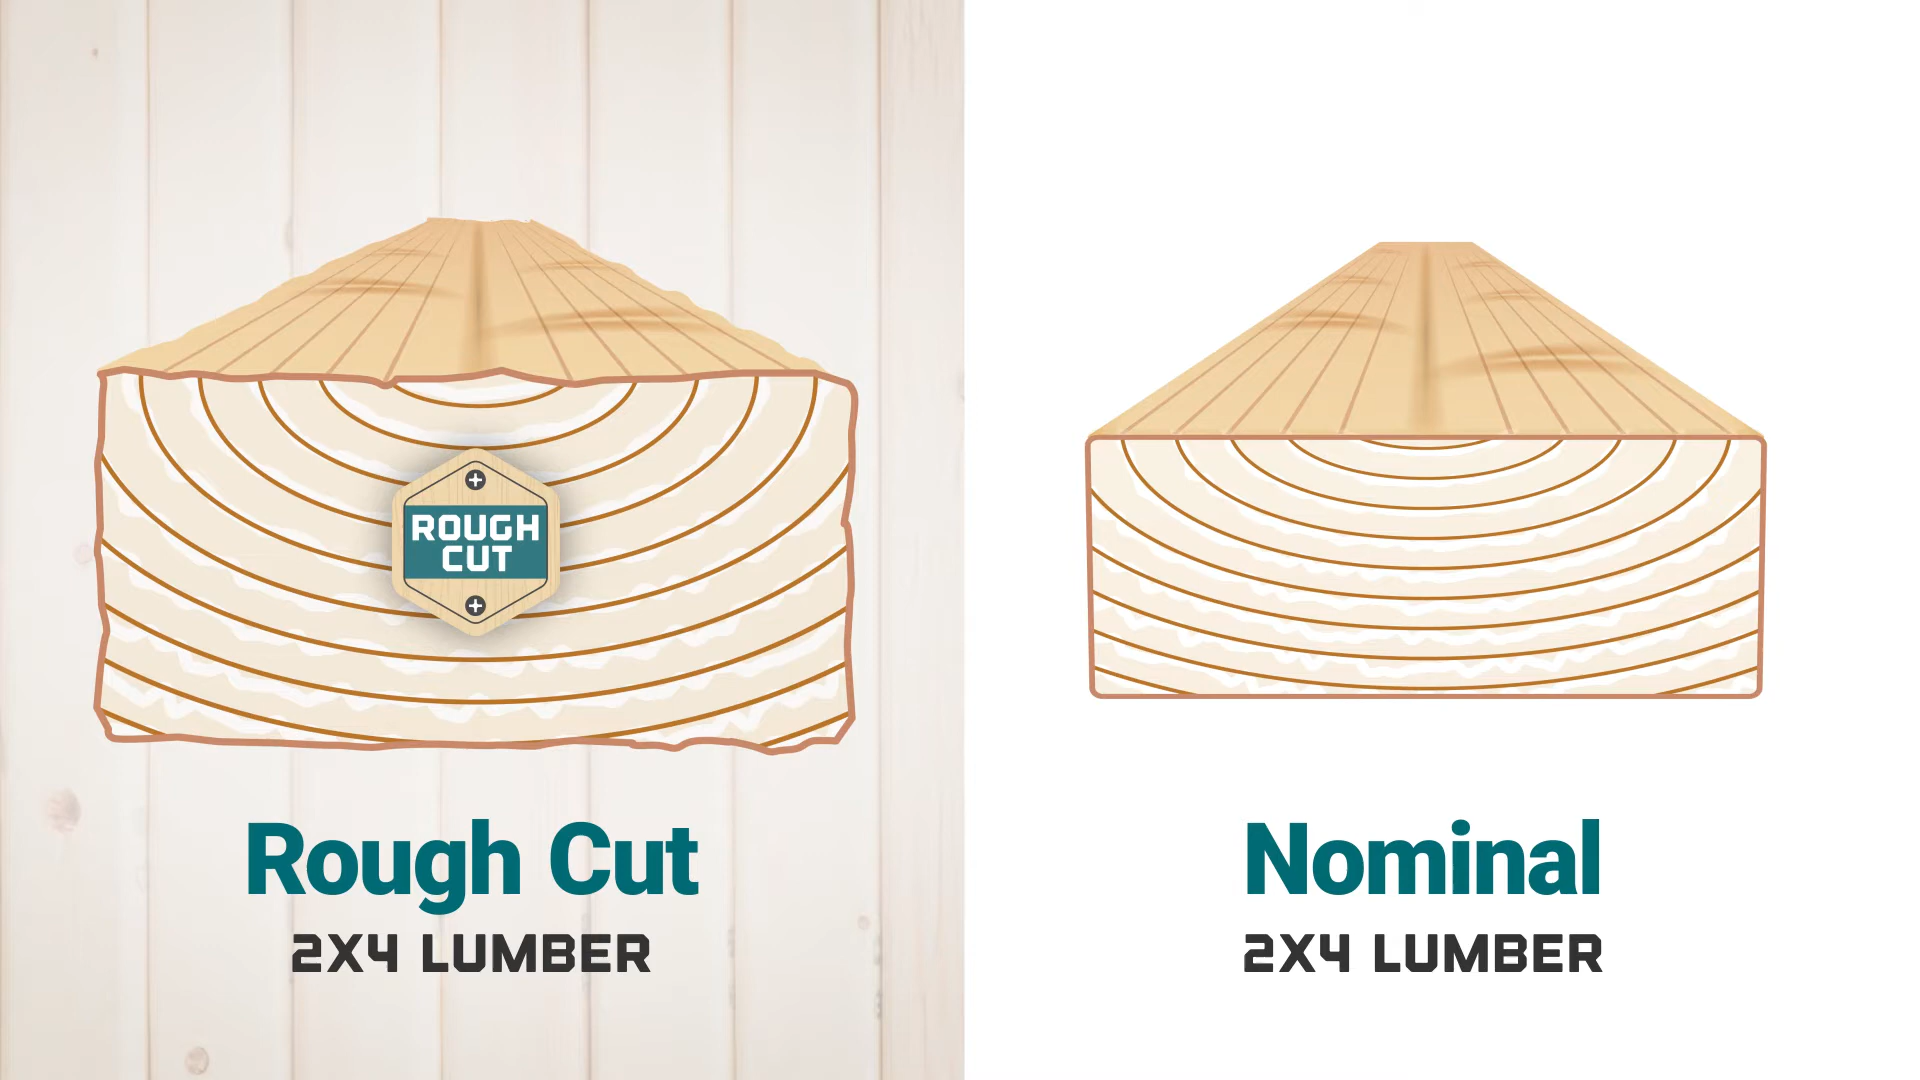 ROUGH
CUT
Rough Cut
2X4 LUMBER
Nominal
2X4 LUMBER